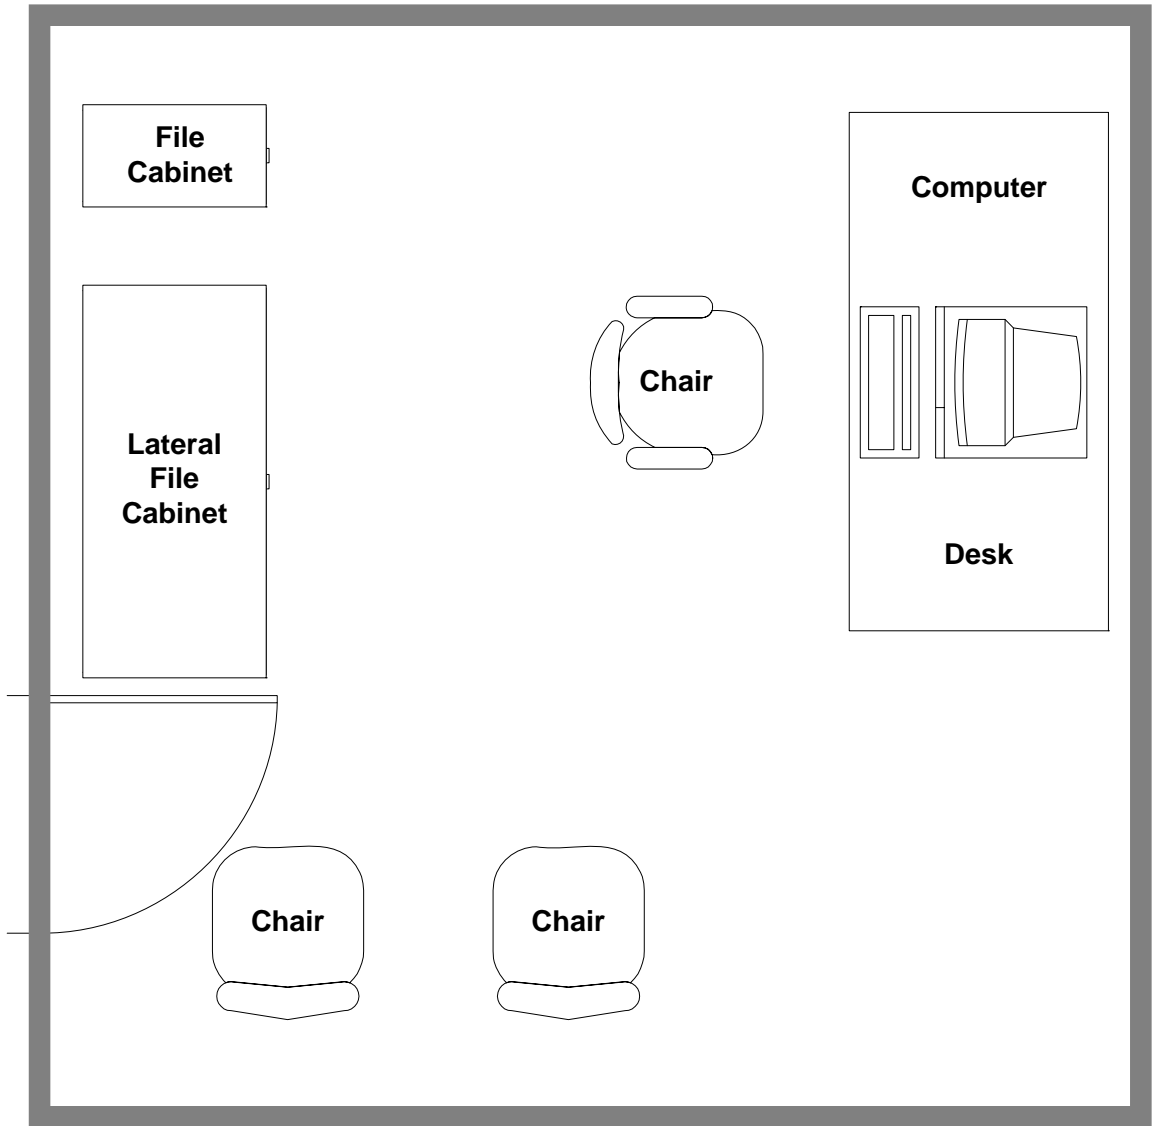 File
Cabinet
Computer
Chair
Lateral
File
Cabinet
Desk
Chair
Chair